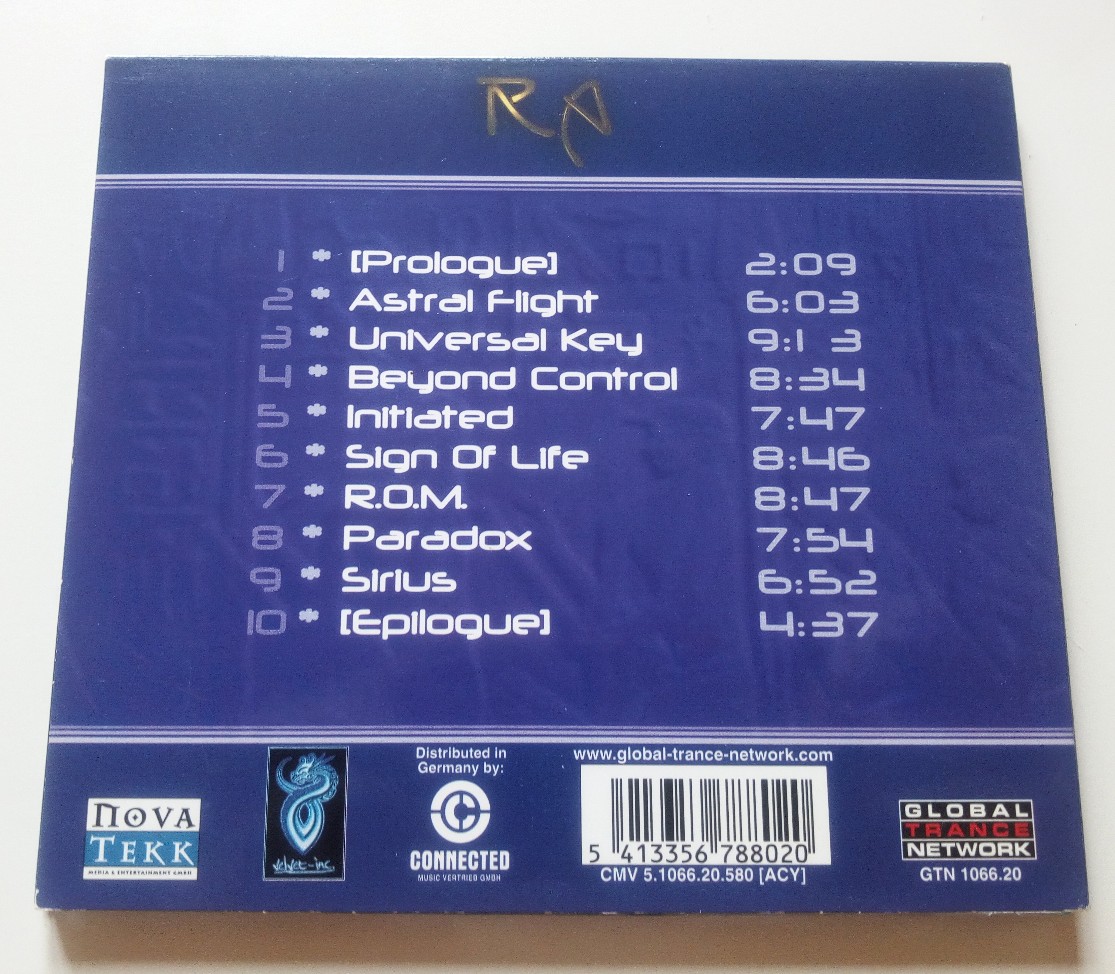 RA
1 * [Prologue] 2:09
2 * Astral Flight 6:03
3 * Universal Key 9:1 3
4 * Beyond Control 8:34
5 * Initiated 7:47
6 * Sign Of Life 8:46
7 * R.O.M. 8:47
8 * Paradox 7:54
9 * Sirius 6:52
10 * [Epilogue] 4:37
NOVA
TEKK
MEDIA & ENTERTAINMENT GMBH
velvet-inc.
Distributed in
Germany by:
CONNECTED
MUSIC VERTRIEB GMBH
www.global-trance-network.com
5 413356 788020
CMV 5.1066.20.580 [ACY]
GLOBAL
TRANCE
NETWORK
GTN 1066.20